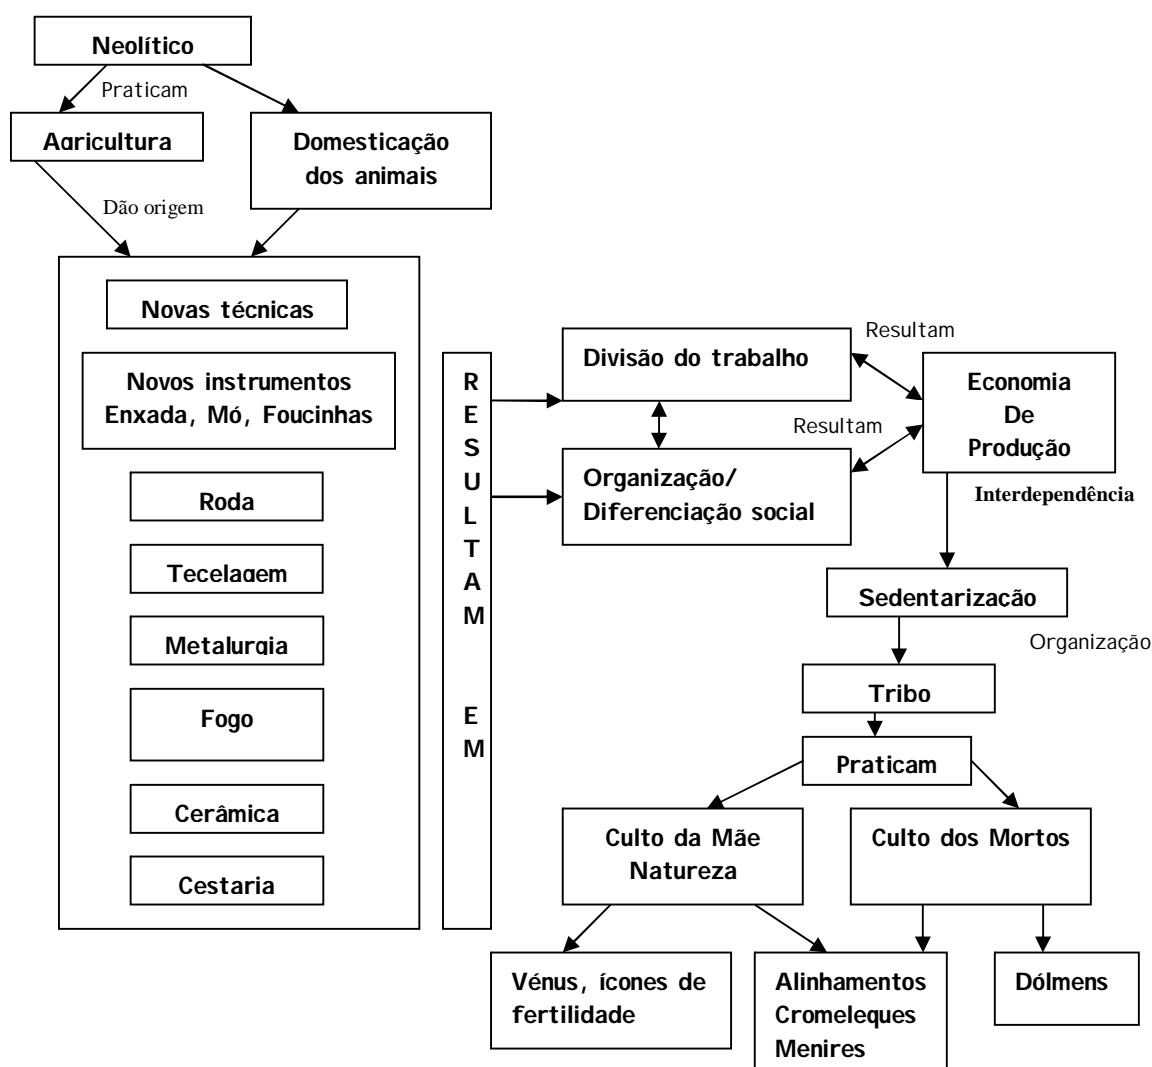 Neolítico
Praticam
Agricultura
Domesticação
dos animais
Dão origem
Novas técnicas
Novos instrumentos
Enxada, Mó, Foucinhas
Roda
Tecelagem
Metalurgia
Fogo
Cerâmica
Cestaria
R
E
S
U
L
T
A
M
E
M
Divisão do trabalho
Resultam
Organização/
Diferenciação social
Resultam
Economia
De
Produção
Interdependência
Sedentarização
Organização
Tribo
Praticam
Culto da Mãe
Natureza
Culto dos Mortos
Vénus, ícones de
fertilidade
Alinhamentos
Cromeleques
Menires
Dólmens